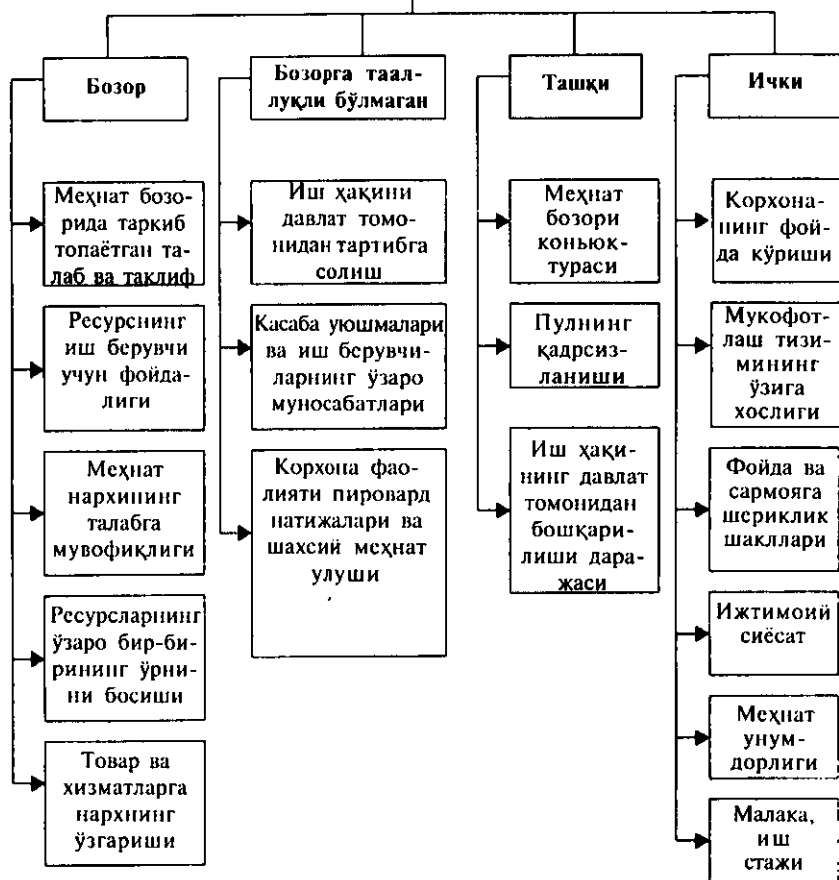 Бозор
Бозорга таал-
луқли бўлмаган
Ташқи
Ички
Меҳнат бозо-
рида таркиб
топаётган та-
лаб ва таклиф
Ресурснинг
иш берувчи
учун фойда-
лиги
Меҳнат
нархининг
талабга
мувофиқлиги
Ресурсларнинг
ўзаро бир-би-
рининг ўрни-
ни босиши
Товар ва
хизматларга
нархнинг
ўзгариши
Иш ҳақини
давлат томо-
нидан тартибга
солиш
Касаба уюшмалари
ва иш берувчи-
ларнинг ўзаро
муносабатлари
Корхона фао-
лияти пировард
натижалари ва
шахсий меҳнат
улуши
Меҳнат
бозори
коньюк-
тураси
Пулнинг
қадрсиз-
ланиши
Иш ҳақи-
нинг давлат
томонидан
бошқари-
лиши дара-
жаси
Корхона-
нинг фой-
да кўриши
Мукофот-
лаш тизи-
мининг
ўзига
хослиги
Фойда ва
сармояга
шериклик
шакллари
Ижтимоий
сиёсат
Меҳнат
унум-
дорлиги
Малака,
иш
стажи